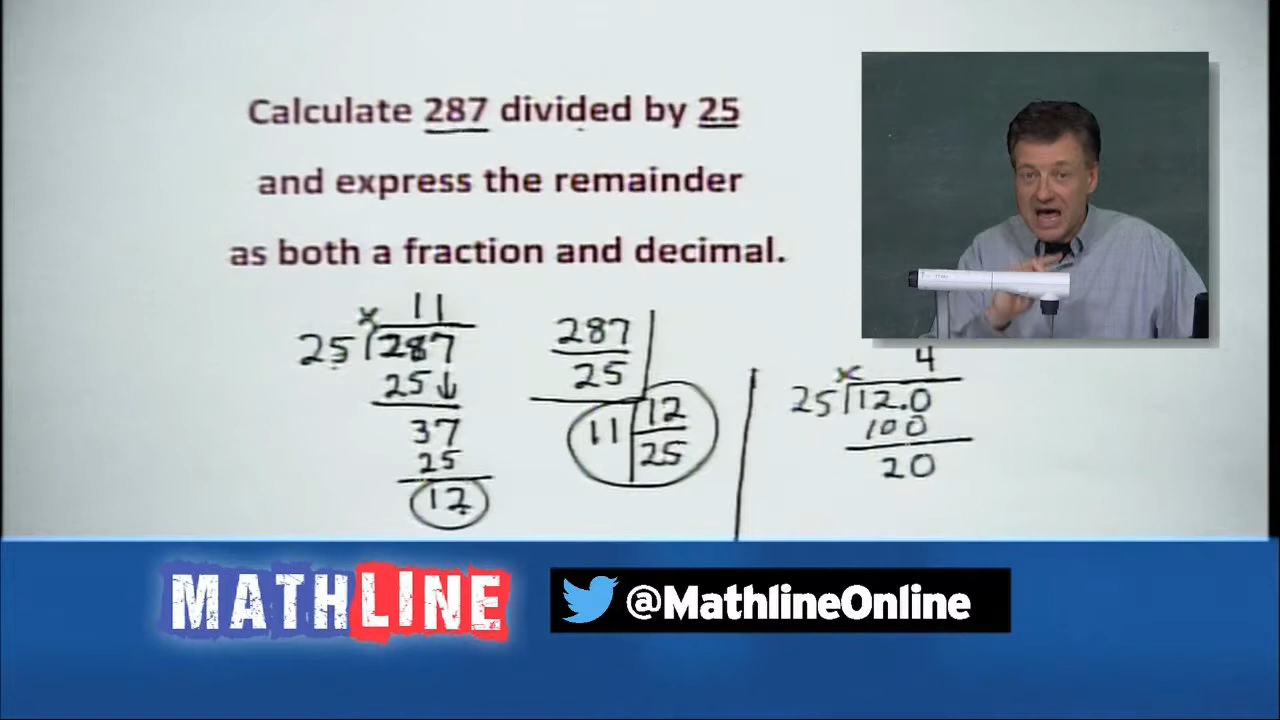 Calculate 287 divided by 25
and express the remainder
as both a fraction and decimal.
11
25 287
25
37
25
12
287
25
11 12
25
4
25 12.0
100
20
MATHLINE
@MathlineOnline